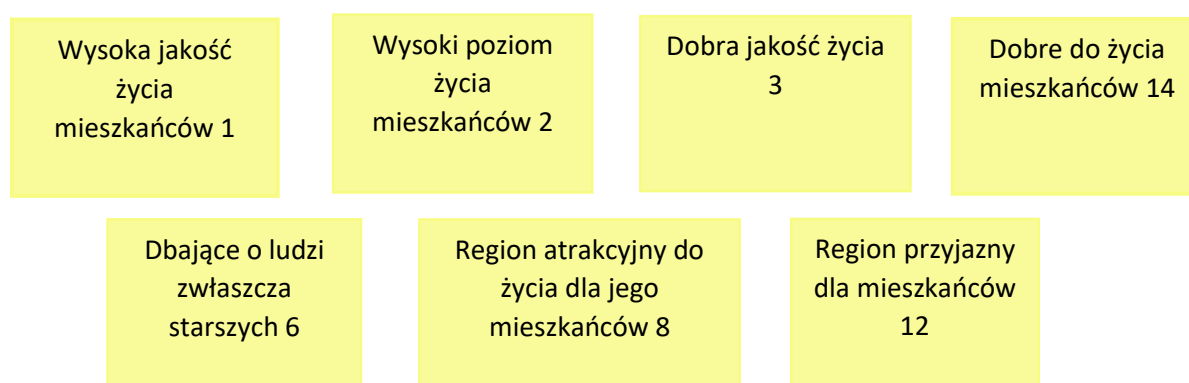 Wysoka jakość
życia
mieszkańców 1
Wysoki poziom
życia
mieszkańców 2
Dobra jakość życia
3
Dobre do życia
mieszkańców 14
Dbające o ludzi
zwłaszcza
starszych 6
Region atrakcyjny do
życia dla jego
mieszkańców 8
Region przyjazny
dla mieszkańców
12